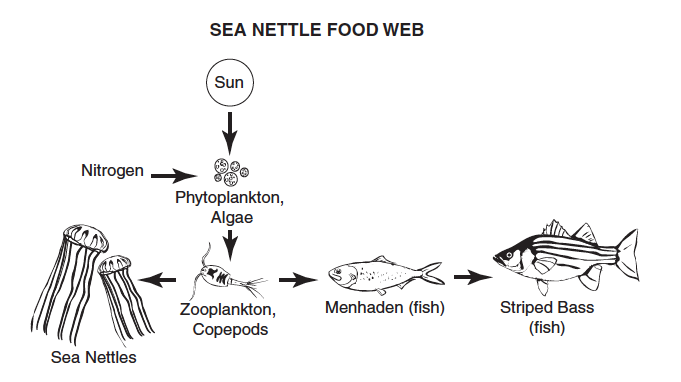 SEA NETTLE FOOD WEB
Sun
Nitrogen
Phytoplankton,
Algae
Zooplankton,
Copepods
Menhaden (fish)
Striped Bass
(fish)
Sea Nettles